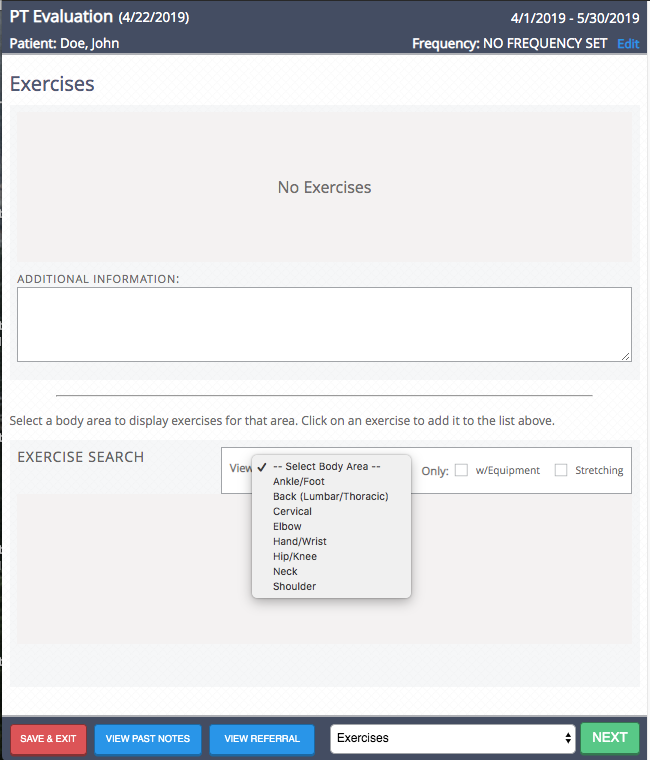 PT Evaluation (4/22/2019) 4/1/2019 - 5/30/2019
Patient: Doe, John Frequency: NO FREQUENCY SET Edit
Exercises
No Exercises
ADDITIONAL INFORMATION:
Select a body area to display exercises for that area. Click on an exercise to add it to the list above.
EXERCISE SEARCH
View ✓ -- Select Body Area -- Only: w/Equipment Stretching
Ankle/Foot
Back (Lumbar/Thoracic)
Cervical
Elbow
Hand/Wrist
Hip/Knee
Neck
Shoulder
SAVE & EXIT VIEW PAST NOTES VIEW REFERRAL Exercises NEXT